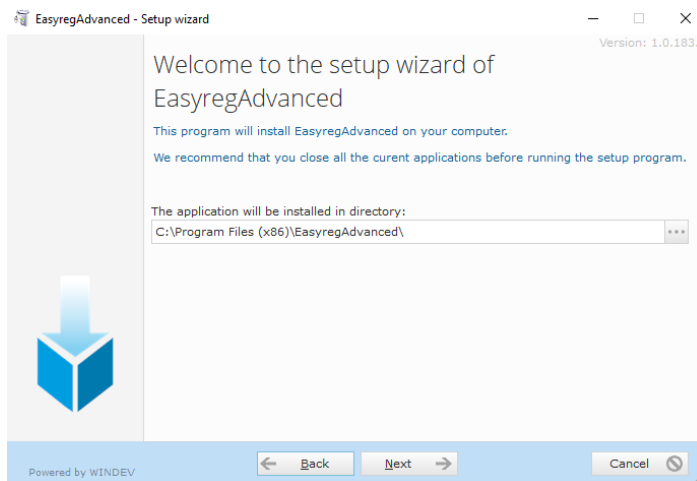 EasyregAdvanced - Setup wizard
Version: 1.0.183.
Welcome to the setup wizard of
EasyregAdvanced
This program will install EasyregAdvanced on your computer.
We recommend that you close all the curent applications before running the setup program.
The application will be installed in directory:
C:\Program Files (x86)\EasyregAdvanced\
...
Powered by WINDEV
Back
Next
Cancel